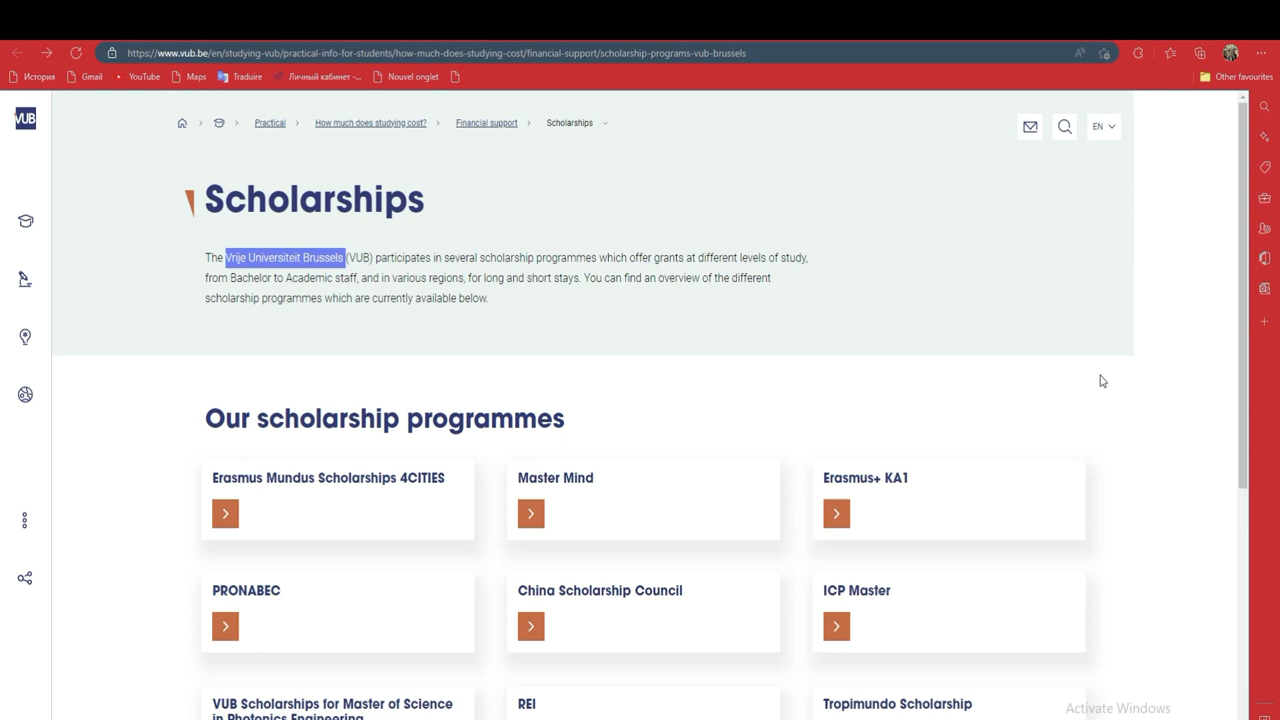 https://www.vub.be/en/studying-vub/practical-info-for-students/how-much-does-studying-cost/financial-support/scholarship-programs-vub-brussels
История Gmail YouTube Maps Traduire Личный кабинет -... Nouvel onglet Other favourites
VUB
Practical How much does studying cost? Financial support Scholarships
EN
Scholarships
The Vrije Universiteit Brussels (VUB) participates in several scholarship programmes which offer grants at different levels of study,
from Bachelor to Academic staff, and in various regions, for long and short stays. You can find an overview of the different
scholarship programmes which are currently available below.
Our scholarship programmes
Erasmus Mundus Scholarships 4CITIES
Master Mind
Erasmus+ KA1
PRONABEC
China Scholarship Council
ICP Master
VUB Scholarships for Master of Science
in Photonics Engineering
REI
Tropimundo Scholarship
Activate Windows